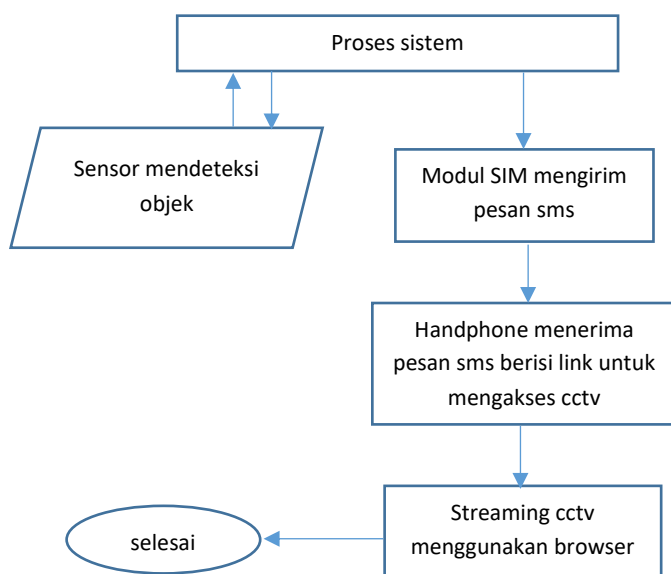 Proses sistem
Sensor mendeteksi
objek
Modul SIM mengirim
pesan sms
Handphone menerima
pesan sms berisi link untuk
mengakses cctv
Streaming cctv
menggunakan browser
selesai